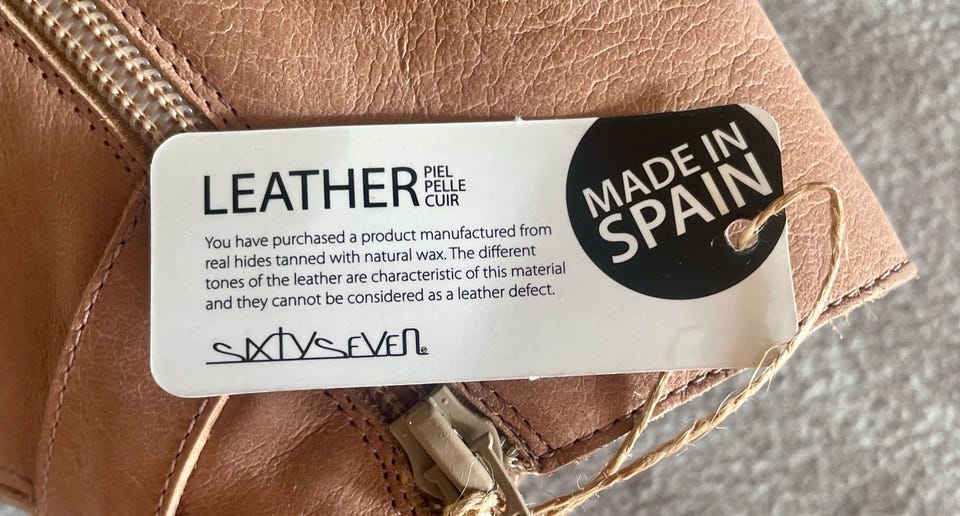 LEATHER
PIEL
PELLE
CUIR
You have purchased a product manufactured from
real hides tanned with natural wax. The different
tones of the leather are characteristic of this material
and they cannot be considered as a leather defect.
SIXTYSEVEN®
MADE IN
SPAIN